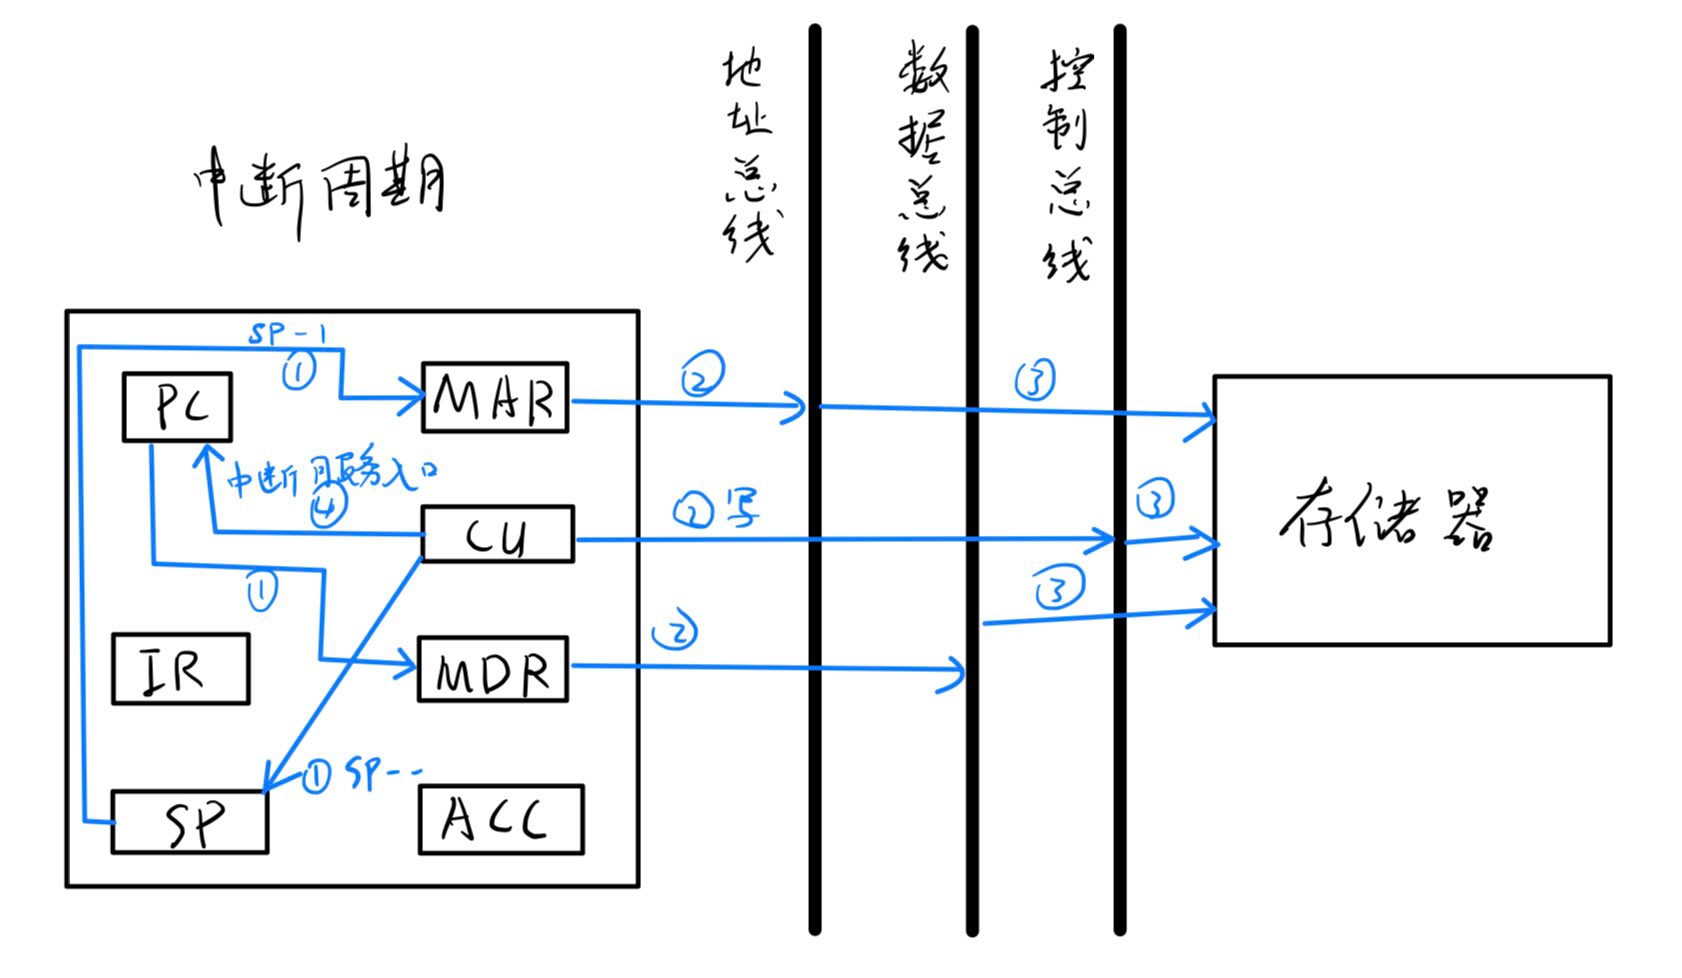 地址总线
数据总线
控制总线
中断周期
SP-1
①
PC
MAR
②
③
中断服务入口
④
CU
②写
③
①
③
IR
MDR
②
存储器
① SP--
SP
ACC